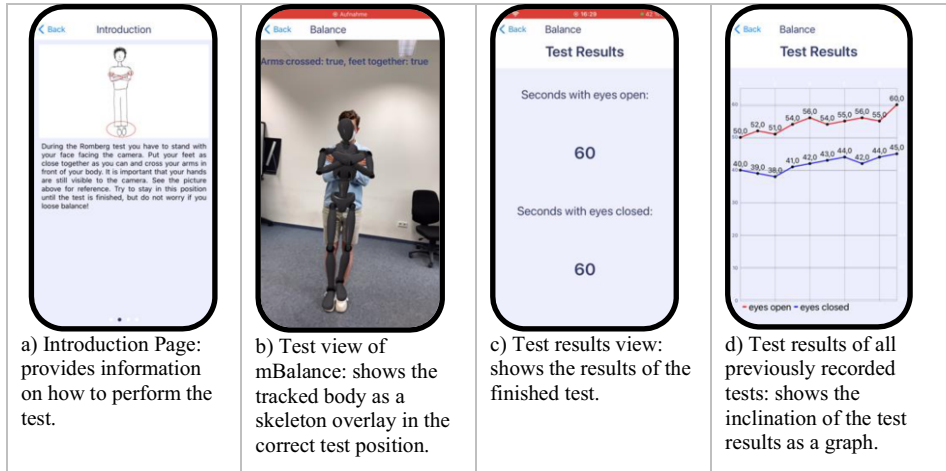 Back Introduction
During the Romberg test you have to stand with
your face facing the camera. Put your feet as
close together as you can and cross your arms in
front of your body. It is important that your hands
are still visible to the camera. See the picture
above for reference. Try to stay in this position
until the test is finished, but do not worry if you
loose balance!
a) Introduction Page:
provides information
on how to perform the
test.
Aufnahme
Back Balance
Arms crossed: true, feet together: true
b) Test view of
mBalance: shows the
tracked body as a
skeleton overlay in the
correct test position.
16:29 42
Back Balance
Test Results
Seconds with eyes open:
60
Seconds with eyes closed:
60
c) Test results view:
shows the results of the
finished test.
Back Balance
Test Results
60,0
50,0 52,0 51,0 54,0 56,0 54,0 55,0 56,0 55,0
40,0 39,0 38,0 41,0 42,0 43,0 44,0 42,0 44,0 45,0
eyes open eyes closed
d) Test results of all
previously recorded
tests: shows the
inclination of the test
results as a graph.